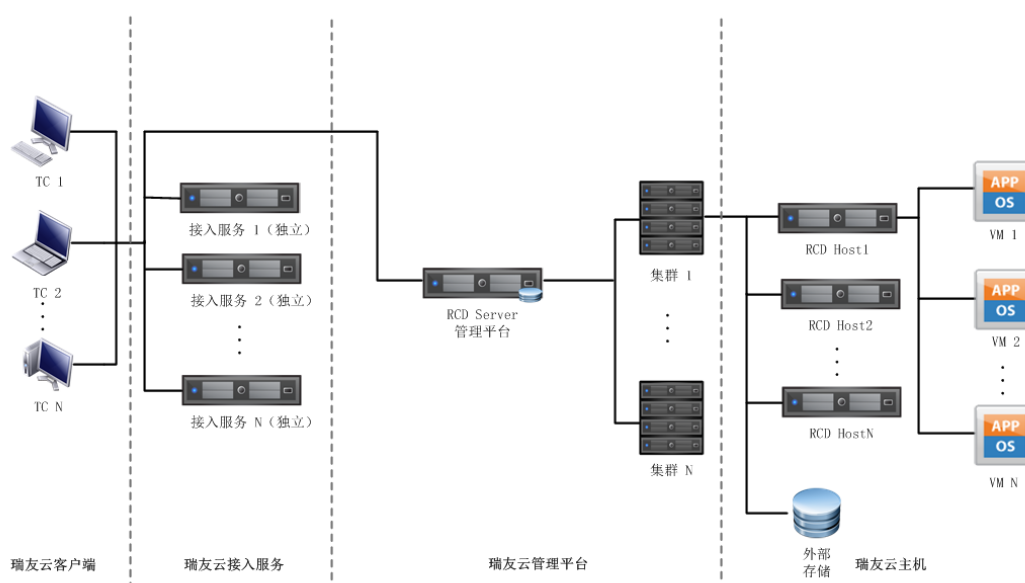 TC 1
TC 2
TC N
瑞友云客户端
接入服务 1（独立）
接入服务 2（独立）
接入服务 N（独立）
瑞友云接入服务
RCD Server
管理平台
集群 1
集群 N
瑞友云管理平台
RCD Host1
RCD Host2
RCD HostN
外部
存储
APP
OS
VM 1
APP
OS
VM 2
APP
OS
VM N
瑞友云主机